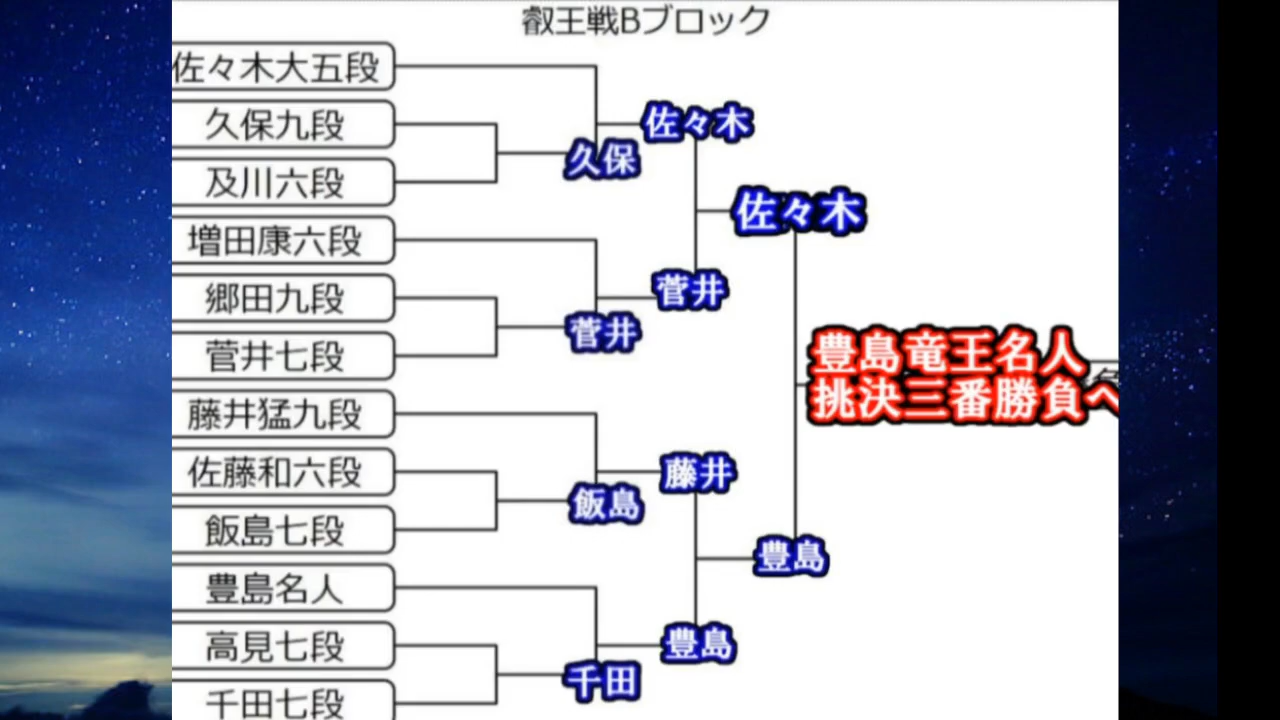 叡王戦Bブロック
佐々木大五段
久保九段
及川六段
増田康六段
郷田九段
菅井七段
藤井猛九段
佐藤和六段
飯島七段
豊島名人
高見七段
千田七段
久保
菅井
飯島
千田
佐々木
菅井
藤井
豊島
佐々木
豊島
豊島竜王名人
挑決三番勝負へ